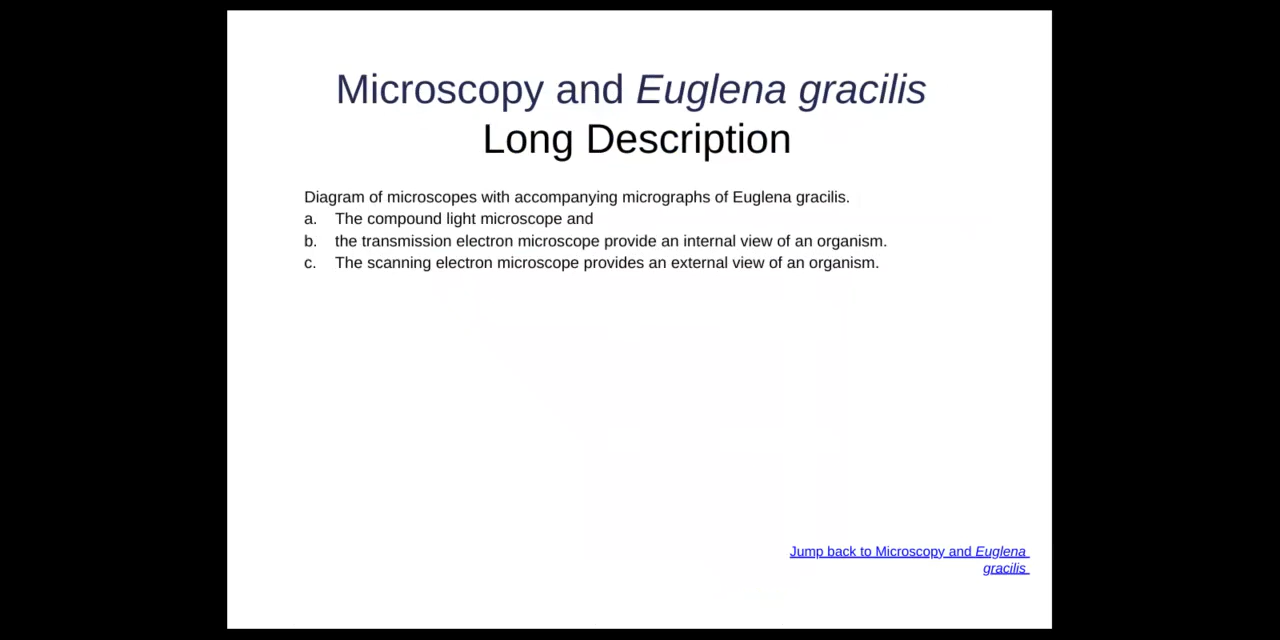 Microscopy and Euglena gracilis
Long Description
Diagram of microscopes with accompanying micrographs of Euglena gracilis.
a. The compound light microscope and
b. the transmission electron microscope provide an internal view of an organism.
c. The scanning electron microscope provides an external view of an organism.
Jump back to Microscopy and Euglena
gracilis